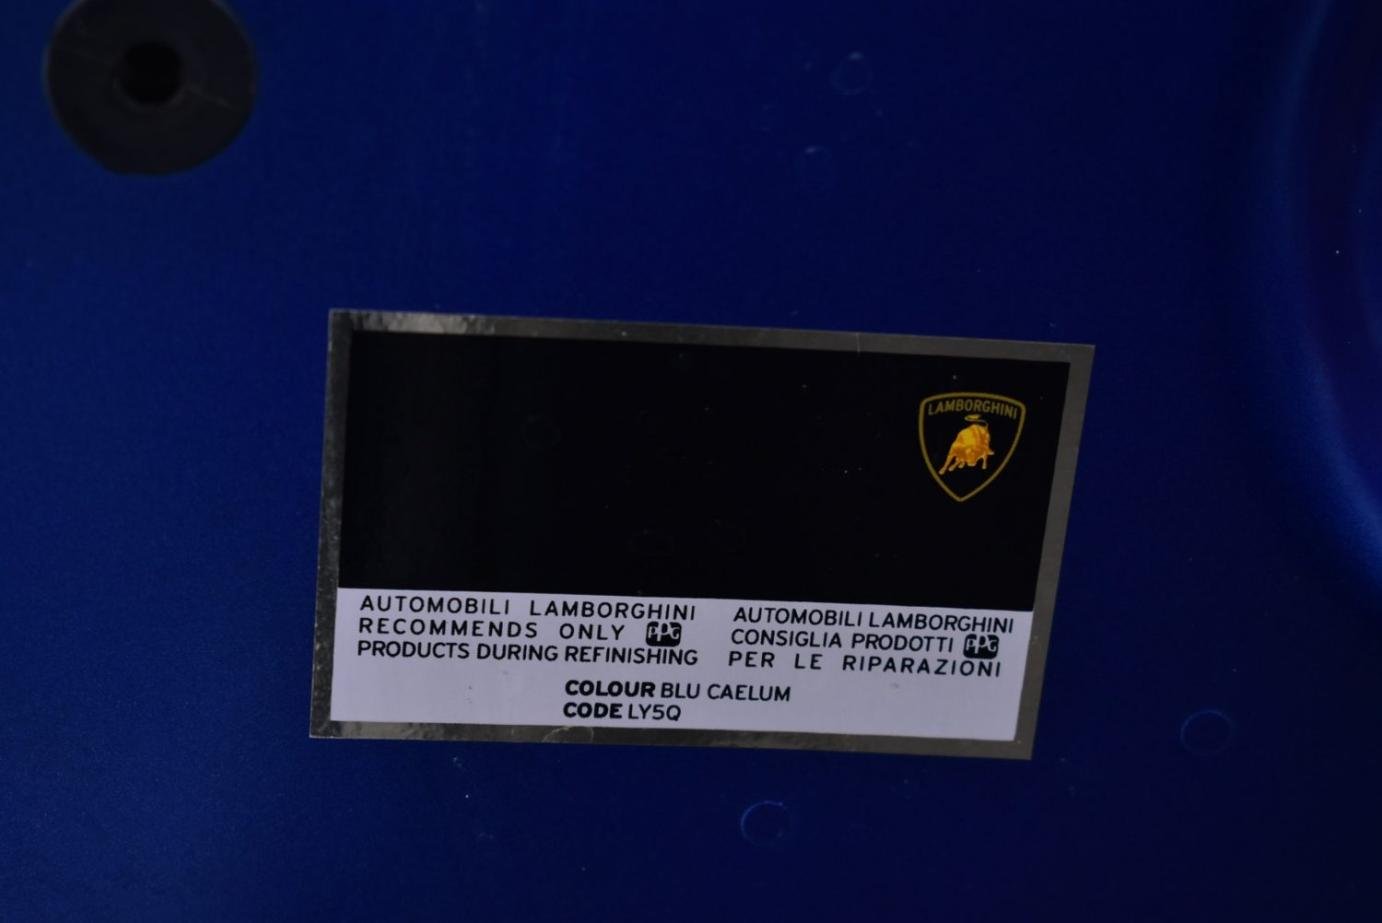 LAMBORGHINI
AUTOMOBILI LAMBORGHINI
RECOMMENDS ONLY PPG
PRODUCTS DURING REFINISHING
AUTOMOBILI LAMBORGHINI
CONSIGLIA PRODOTTI PPG
PER LE RIPARAZIONI
COLOUR BLU CAELUM
CODE LY5Q